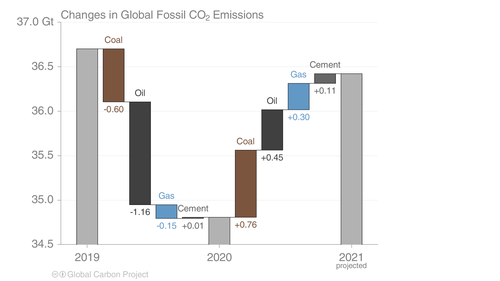 Changes in Global Fossil CO₂ Emissions
37.0 Gt
36.5
36.0
35.5
35.0
34.5
Coal
-0.60
Oil
-1.16
Gas
-0.15
Cement
+0.01
Coal
+0.76
Oil
+0.45
Gas
+0.30
Cement
+0.11
2019
2020
2021
projected
Global Carbon Project